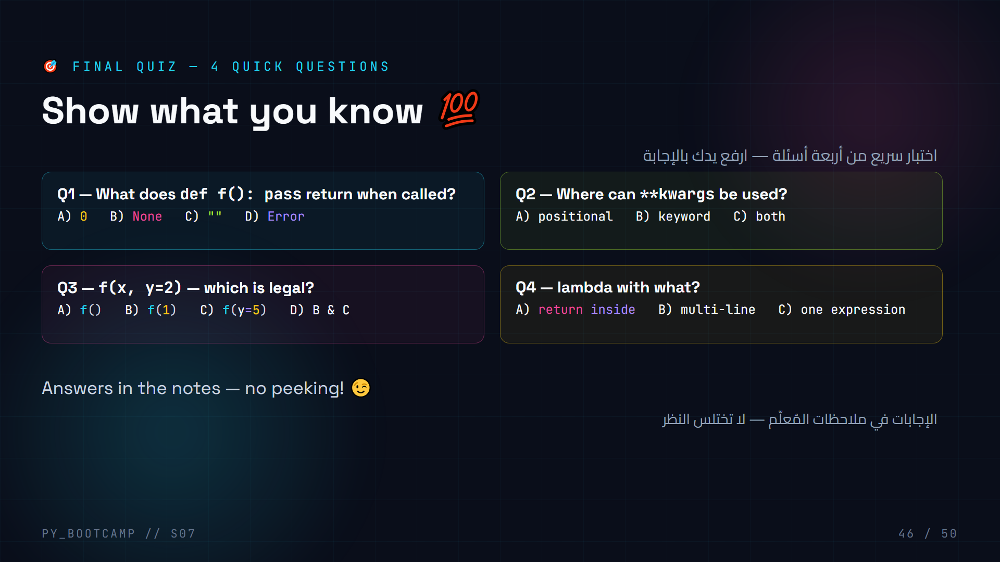 🎯 FINAL QUIZ — 4 QUICK QUESTIONS
Show what you know 💯
اختبار سريع من أربعة أسئلة — ارفع يدك بالإجابة
Q1 — What does def f(): pass return when called?
A) 0   B) None   C) ""   D) Error
Q2 — Where can **kwargs be used?
A) positional   B) keyword   C) both
Q3 — f(x, y=2) — which is legal?
A) f()   B) f(1)   C) f(y=5)   D) B & C
Q4 — lambda with what?
A) return inside   B) multi-line   C) one expression
Answers in the notes — no peeking! 😉
الإجابات في ملاحظات المُعلّم — لا تختلس النظر
PY_BOOTCAMP // S07
46 / 50